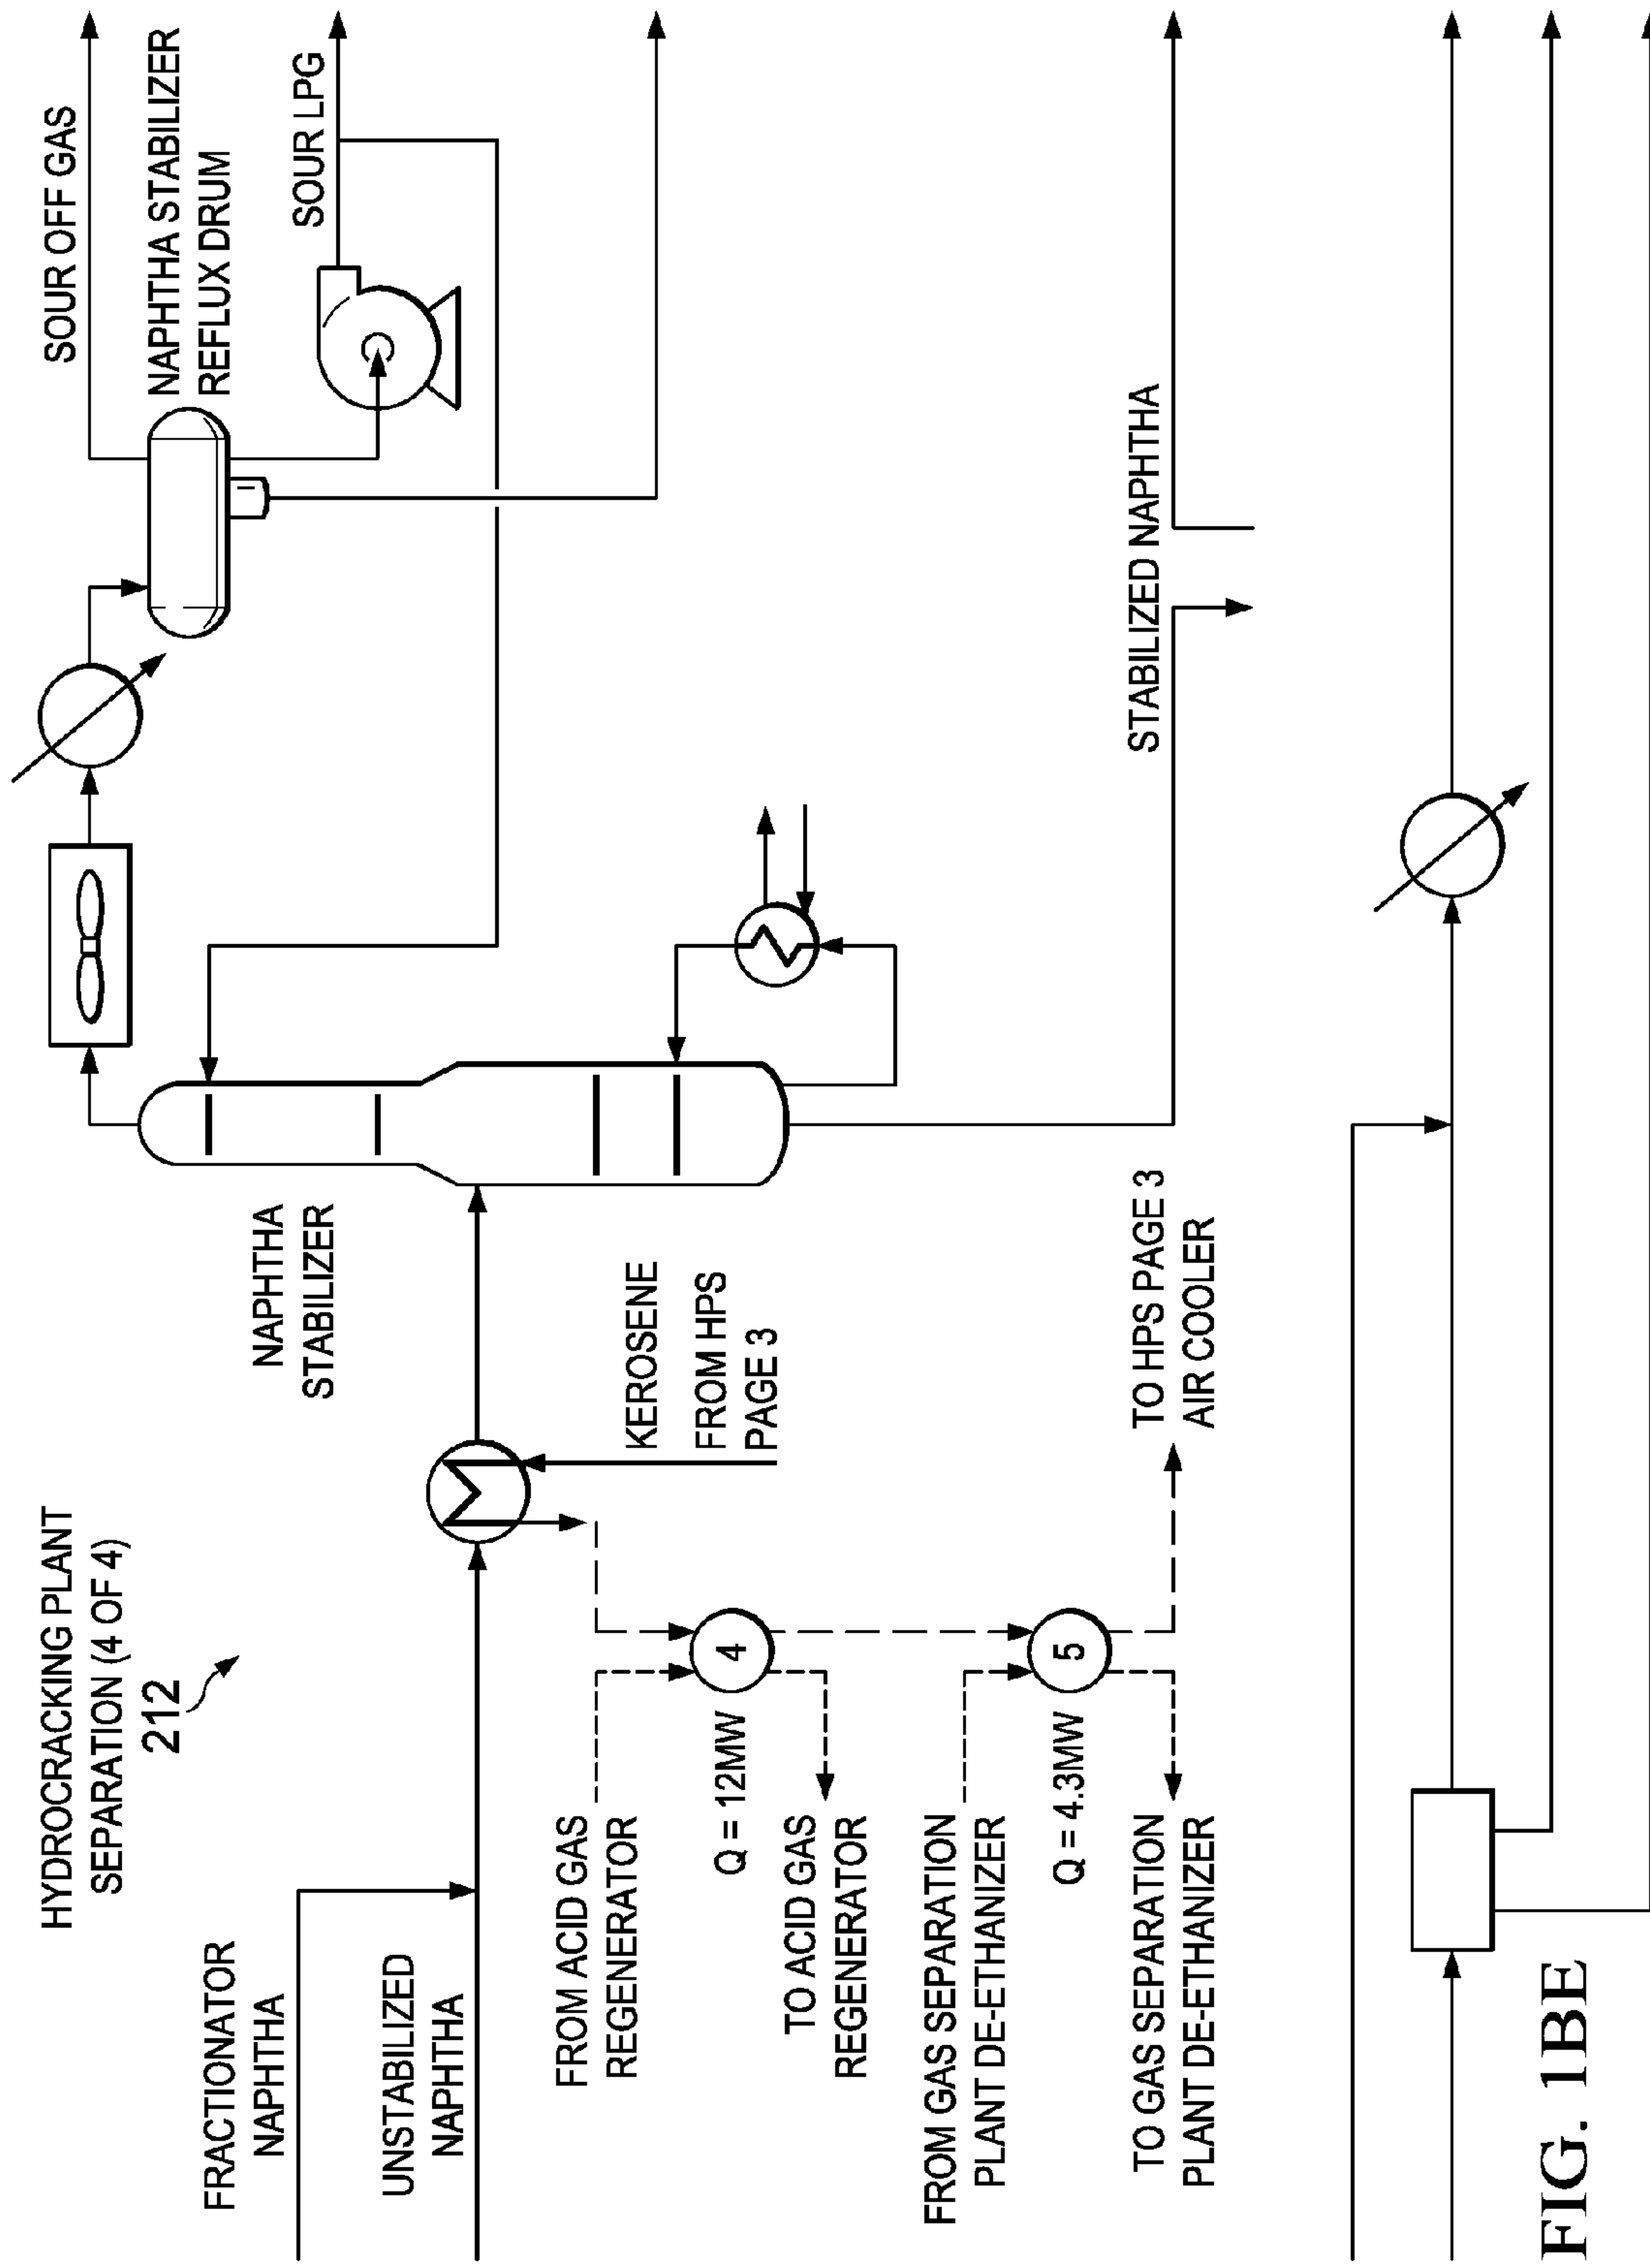 HYDROCRACKING PLANT
SEPARATION (4 OF 4)
212
FRACTIONATOR
NAPHTHA
UNSTABILIZED
NAPHTHA
NAPHTHA
STABILIZER
SOUR OFF GAS
NAPHTHA STABILIZER
REFLUX DRUM
SOUR LPG
KEROSENE
FROM HPS
PAGE 3
FROM ACID GAS
REGENERATOR
4
Q = 12MW
TO ACID GAS
REGENERATOR
FROM GAS SEPARATION
PLANT DE-ETHANIZER
5
Q = 4.3MW
TO GAS SEPARATION
PLANT DE-ETHANIZER
TO HPS PAGE 3
AIR COOLER
STABILIZED NAPHTHA
FIG. 1BE